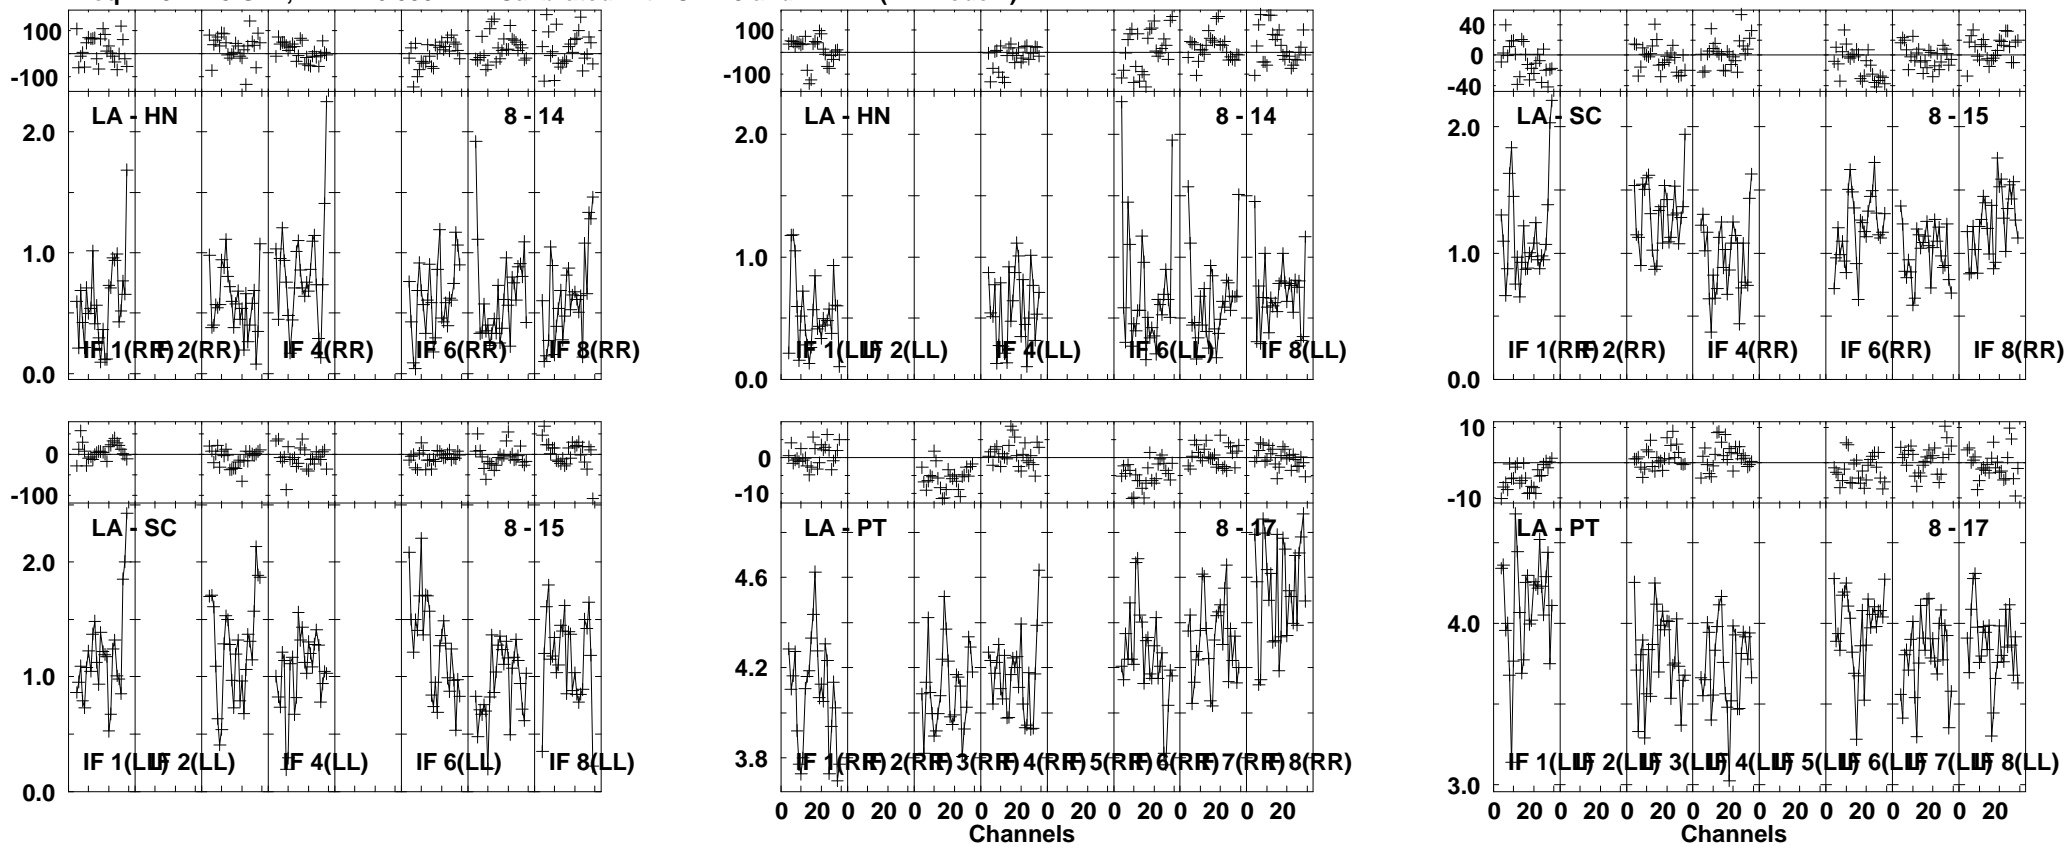 100
0
-100
LA - HN 8 - 14
2.0
1.0
0.0
IF 1(RR) 2(RR) IF 4(RR) IF 6(RR) IF 8(RR)
100
0
-100
LA - HN 8 - 14
2.0
1.0
0.0
IF 1(LL) IF 2(LL) IF 4(LL) IF 6(LL) IF 8(LL)
40
20
0
-20
-40
LA - SC 8 - 15
2.0
1.0
0.0
IF 1(RR) 2(RR) IF 4(RR) IF 6(RR) IF 8(RR)
0
-100
LA - SC 8 - 15
2.0
1.0
0.0
IF 1(LL) IF 2(LL) IF 4(LL) IF 6(LL) IF 8(LL)
0
-10
LA - PT 8 - 17
4.6
4.2
3.8
IF 1(RR) 2(RR) 3(RR) 4(RR) 5(RR) 6(RR) 7(RR) 8(RR)
0 20 0 20 0 20 0 20 0 20 0 20 0 20 0 20
Channels
10
0
-10
LA - PT 8 - 17
4.0
3.0
IF 1(LL) IF 2(LL) IF 3(LL) IF 4(LL) IF 5(LL) IF 6(LL) IF 7(LL) IF 8(LL)
0 20 0 20 0 20 0 20 0 20 0 20 0 20 0 20
Channels